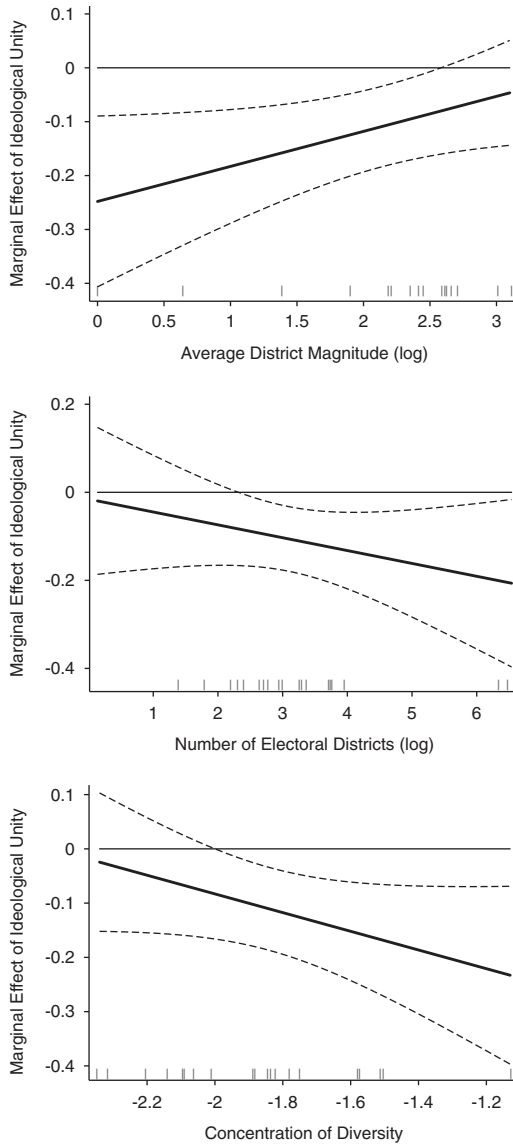 Marginal Effect of Ideological Unity
0.1
0
-0.1
-0.2
-0.3
-0.4
0 0.5 1 1.5 2 2.5 3
Average District Magnitude (log)
Marginal Effect of Ideological Unity
0.2
0
-0.2
-0.4
1 2 3 4 5 6
Number of Electoral Districts (log)
Marginal Effect of Ideological Unity
0.1
0
-0.1
-0.2
-0.3
-0.4
-2.2 -2 -1.8 -1.6 -1.4 -1.2
Concentration of Diversity